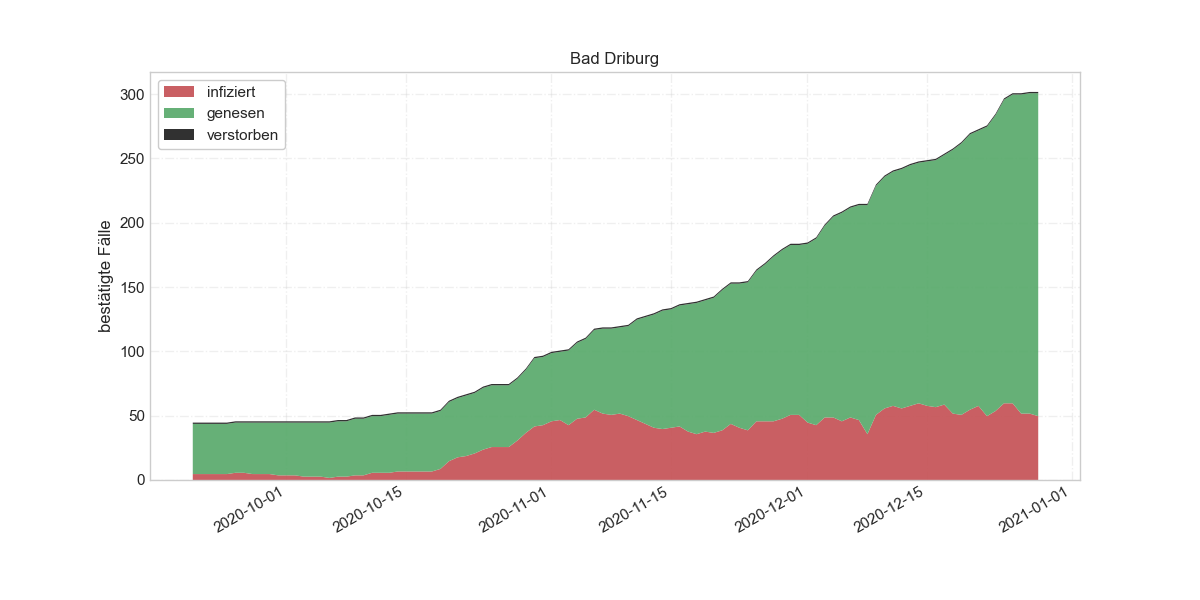 Bad Driburg
infiziert
genesen
verstorben
bestätigte Fälle
300
250
200
150
100
50
0
2020-10-01
2020-10-15
2020-11-01
2020-11-15
2020-12-01
2020-12-15
2021-01-01